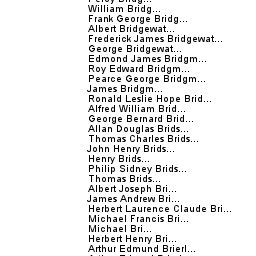 Percy Bridg...
William Bridg...
Frank George Bridg...
Albert Bridgewat...
Frederick James Bridgewat...
George Bridgewat...
Edmond James Bridgm...
Roy Edward Bridgm...
Pearce George Bridgm...
James Bridgm...
Ronald Leslie Hope Brid...
Alfred William Brid...
George Bernard Brid...
Allan Douglas Brids...
Thomas Charles Brids...
John Henry Brids...
Henry Brids...
Philip Sidney Brids...
Thomas Brids...
Albert Joseph Bri...
James Andrew Bri...
Herbert Laurence Claude Bri...
Michael Francis Bri...
Michael Bri...
Herbert Henry Bri...
Arthur Edmund Brierl...